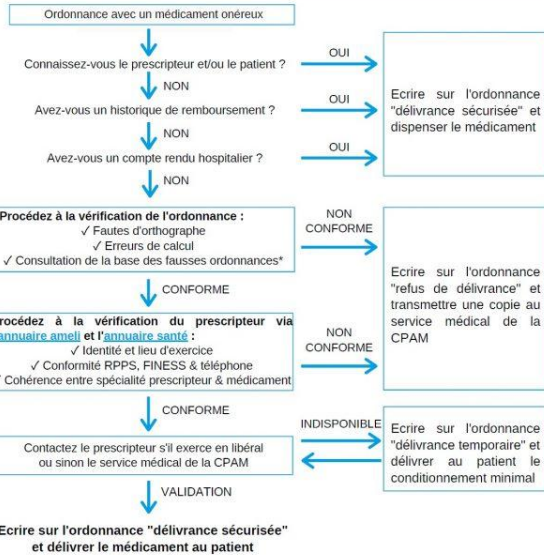 Ordonnance avec un médicament onéreux
Connaissez-vous le prescripteur et/ou le patient ?
OUI
NON
Avez-vous un historique de remboursement ?
OUI
NON
Avez-vous un compte rendu hospitalier ?
OUI
NON
Ecrire sur l'ordonnance
"délivrance sécurisée" et
dispenser le médicament
Procédez à la vérification de l'ordonnance :
✓ Fautes d'orthographe
✓ Erreurs de calcul
✓ Consultation de la base des fausses ordonnances*
NON
CONFORME
CONFORME
rocédez à la vérification du prescripteur via
annuaire ameli et l'annuaire santé :
✓ Identité et lieu d'exercice
✓ Conformité RPPS, FINESS & téléphone
Cohérence entre spécialité prescripteur & médicament
NON
CONFORME
Ecrire sur l'ordonnance
"refus de délivrance" et
transmettre une copie au
service médical de la
CPAM
CONFORME
Contactez le prescripteur s'il exerce en libéral
ou sinon le service médical de la CPAM
INDISPONIBLE
Ecrire sur l'ordonnance
"délivrance temporaire" et
délivrer au patient le
conditionnement minimal
VALIDATION
Ecrire sur l'ordonnance "délivrance sécurisée"
et délivrer le médicament au patient